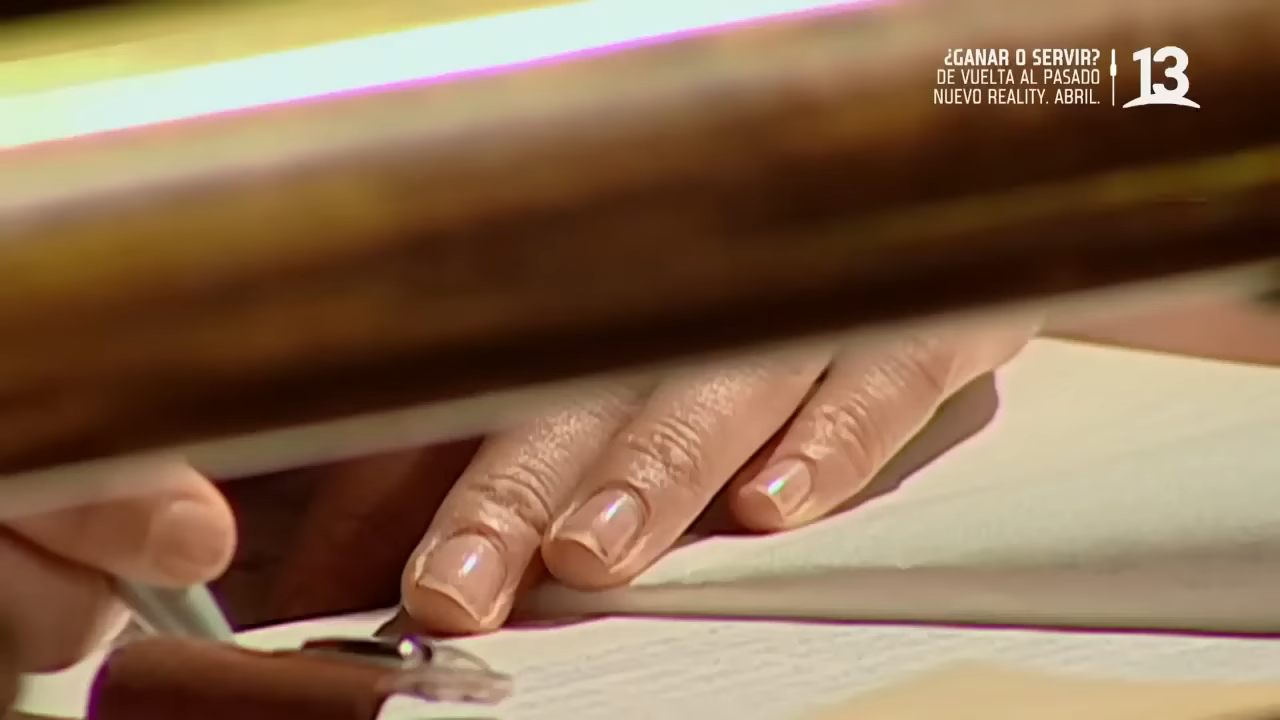 ¿GANAR O SERVIR?
DE VUELTA AL PASADO
NUEVO REALITY. ABRIL.
13